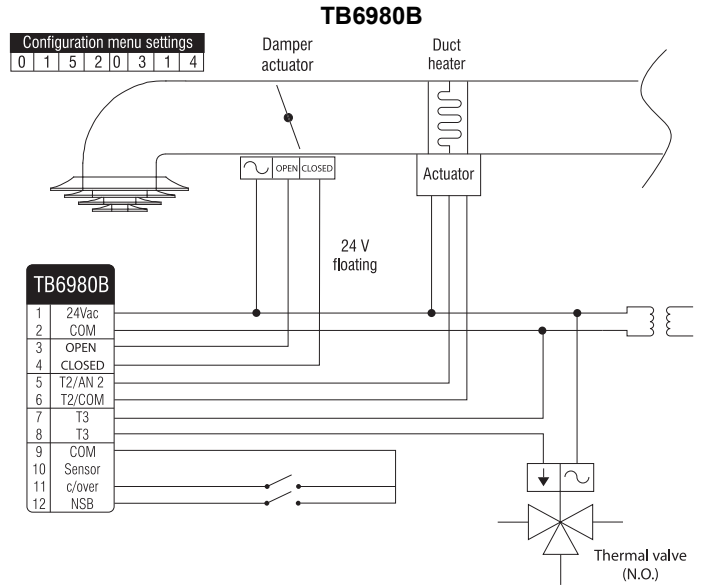 TB6980B
Configuration menu settings
0 1 5 2 0 3 1 4
Damper
actuator
Duct
heater
OPEN CLOSED
Actuator
24 V
floating
TB6980B
1 24Vac
2 COM
3 OPEN
4 CLOSED
5 T2/AN 2
6 T2/COM
7 T3
8 T3
9 COM
10 Sensor
11 c/over
12 NSB
Thermal valve
(N.O.)